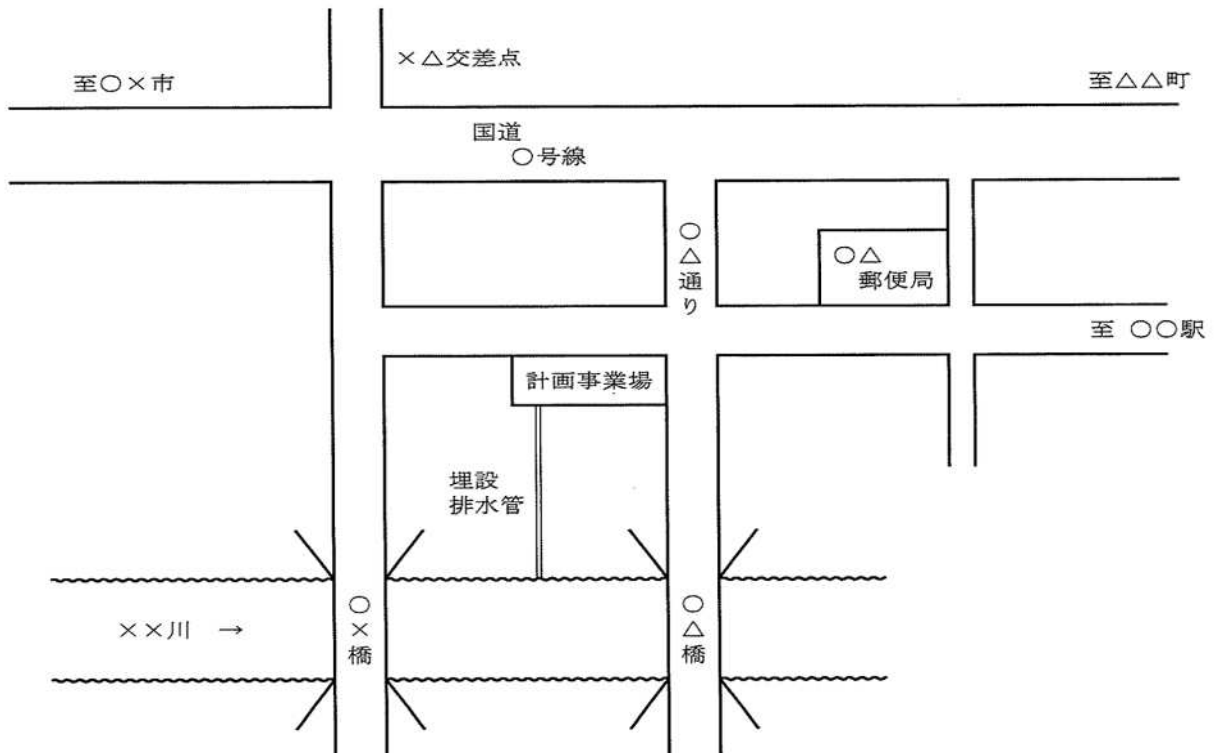 ×△交差点
至○×市
至△△町
国道
○号線
○△通り
○△
郵便局
至 ○○駅
計画事業場
埋設
排水管
××川 →
○×橋
○△橋